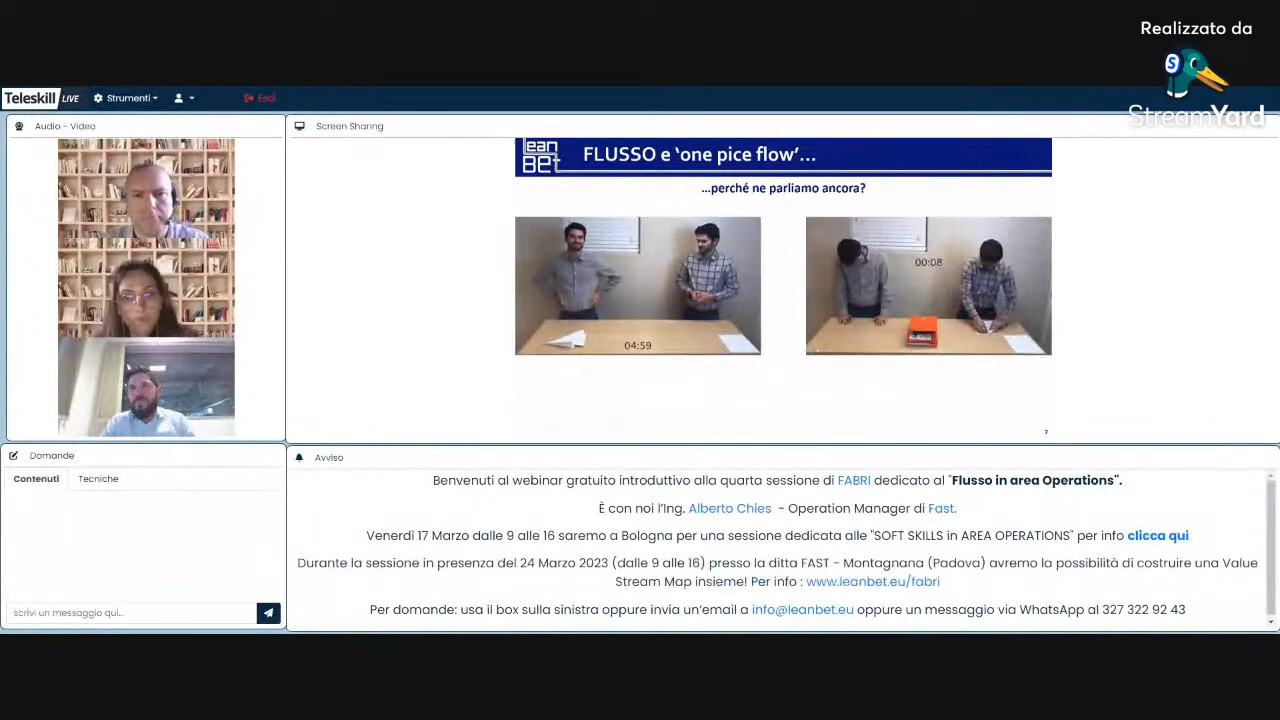 Realizzato da
StreamYard
Teleskill LIVE Strumenti Esci
Audio - Video
Screen Sharing
lean
BET
FLUSSO e ‘one pice flow’...
...perché ne parliamo ancora?
00:08
04:59
Domande
Contenuti Tecniche
scrivi un messaggio qui...
Avviso
Benvenuti al webinar gratuito introduttivo alla quarta sessione di FABRI dedicato al "Flusso in area Operations".
È con noi l’Ing. Alberto Chies - Operation Manager di Fast.
Venerdì 17 Marzo dalle 9 alle 16 saremo a Bologna per una sessione dedicata alle "SOFT SKILLS in AREA OPERATIONS" per info clicca qui
Durante la sessione in presenza del 24 Marzo 2023 (dalle 9 alle 16) presso la ditta FAST - Montagnana (Padova) avremo la possibilità di costruire una Value
Stream Map insieme! Per info : www.leanbet.eu/fabri
Per domande: usa il box sulla sinistra oppure invia un’email a info@leanbet.eu oppure un messaggio via WhatsApp al 327 322 92 43